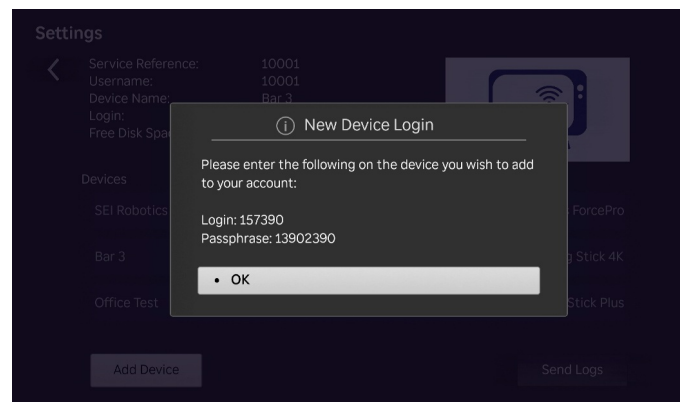 Settings
Service Reference: 10001
Username: 10001
Device Name: Bar 3
Login:
Free Disk Spa
New Device Login
Please enter the following on the device you wish to add
to your account:
Login: 157390
Passphrase: 13902390
• OK
Devices
SEI Robotics
ForcePro
Bar 3
g Stick 4K
Office Test
Stick Plus
Add Device
Send Logs